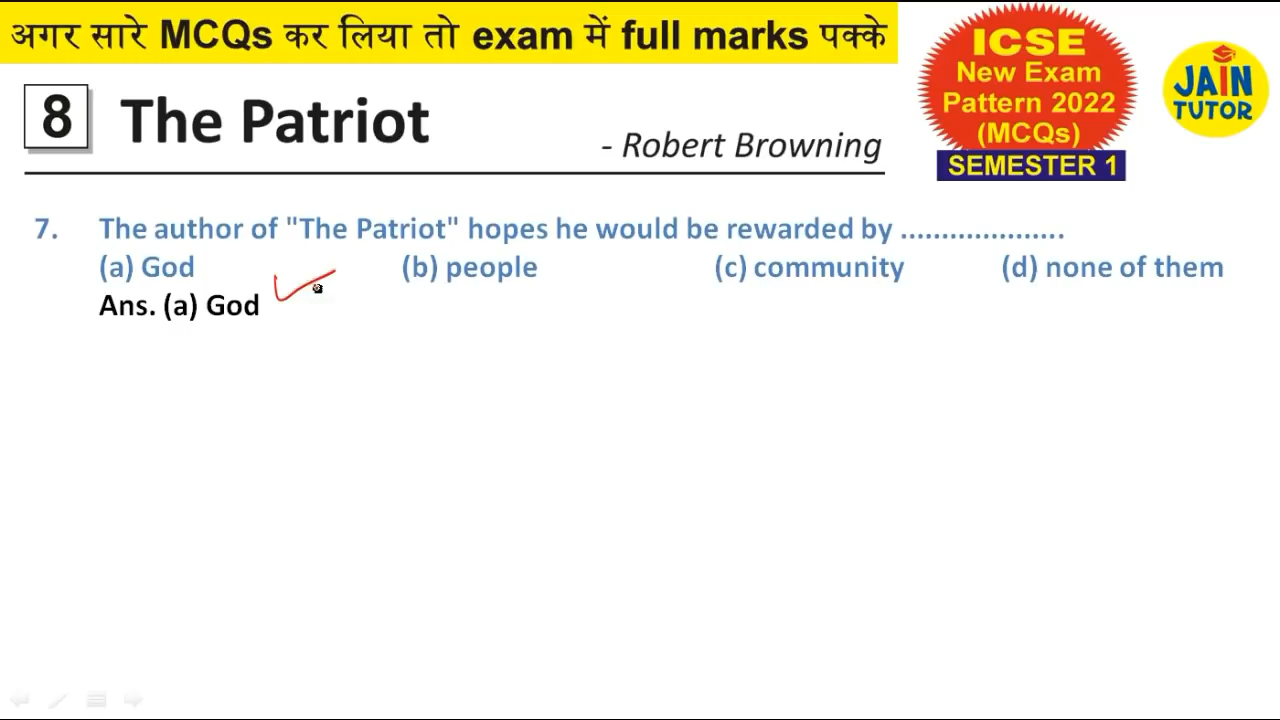 अगर सारे MCQs कर लिया तो exam में full marks पक्के
ICSE
New Exam
Pattern 2022
(MCQs)
SEMESTER 1
JAIN
TUTOR
8 The Patriot
- Robert Browning
7. The author of "The Patriot" hopes he would be rewarded by ....................
(a) God (b) people (c) community (d) none of them
Ans. (a) God